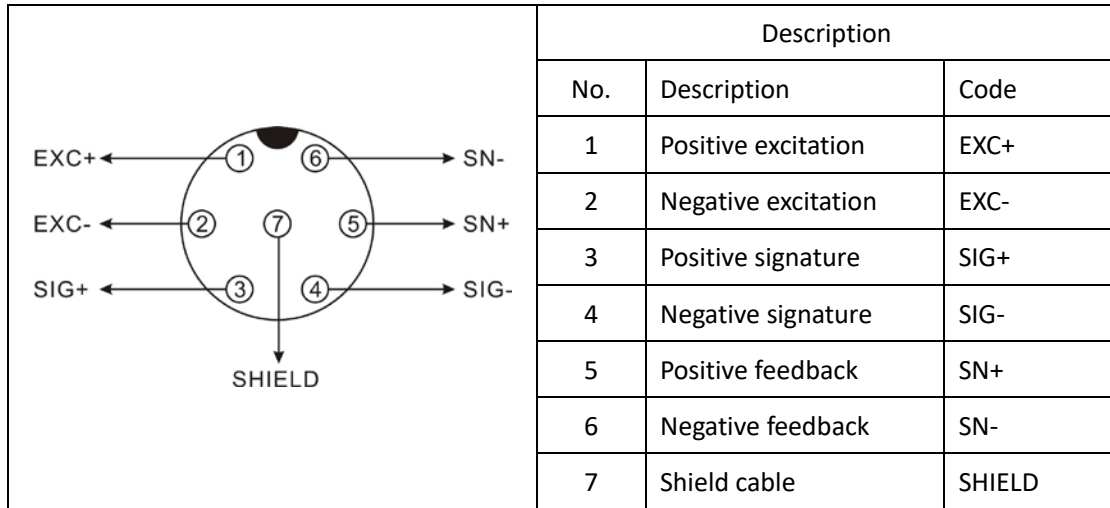 EXC+ 1 6 SN-
EXC- 2 7 5 SN+
SIG+ 3 4 SIG-
SHIELD
Description
No. Description Code
1 Positive excitation EXC+
2 Negative excitation EXC-
3 Positive signature SIG+
4 Negative signature SIG-
5 Positive feedback SN+
6 Negative feedback SN-
7 Shield cable SHIELD